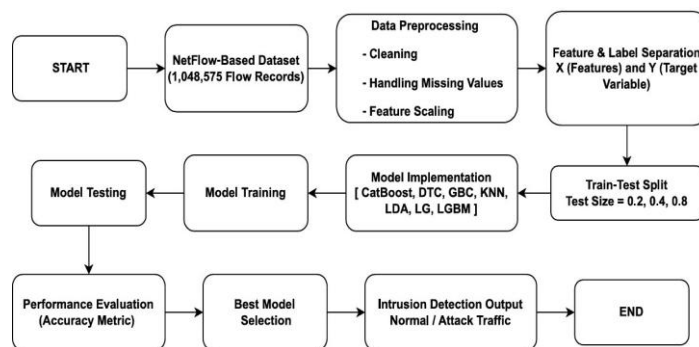 START
NetFlow-Based Dataset
(1,048,575 Flow Records)
Data Preprocessing
- Cleaning
- Handling Missing Values
- Feature Scaling
Feature & Label Separation
X (Features) and Y (Target
Variable)
Model Testing
Model Training
Model Implementation
[ CatBoost, DTC, GBC, KNN,
LDA, LG, LGBM ]
Train-Test Split
Test Size = 0.2, 0.4, 0.8
Performance Evaluation
(Accuracy Metric)
Best Model
Selection
Intrusion Detection Output
Normal / Attack Traffic
END